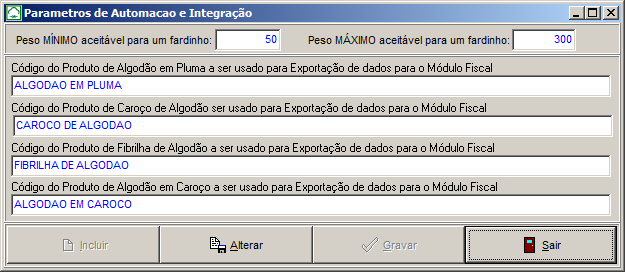 Parametros de Automacao e Integração
Peso MÍNIMO aceitável para um fardinho: 50 Peso MÁXIMO aceitável para um fardinho: 300
Código do Produto de Algodão em Pluma a ser usado para Exportação de dados para o Módulo Fiscal
ALGODAO EM PLUMA
Código do Produto de Caroço de Algodão ser usado para Exportação de dados para o Módulo Fiscal
CAROCO DE ALGODAO
Código do Produto de Fibrilha de Algodão a ser usado para Exportação de dados para o Módulo Fiscal
FIBRILHA DE ALGODAO
Código do Produto de Algodão em Caroço a ser usado para Exportação de dados para o Módulo Fiscal
ALGODAO EM CAROCO
Incluir Alterar Gravar Sair